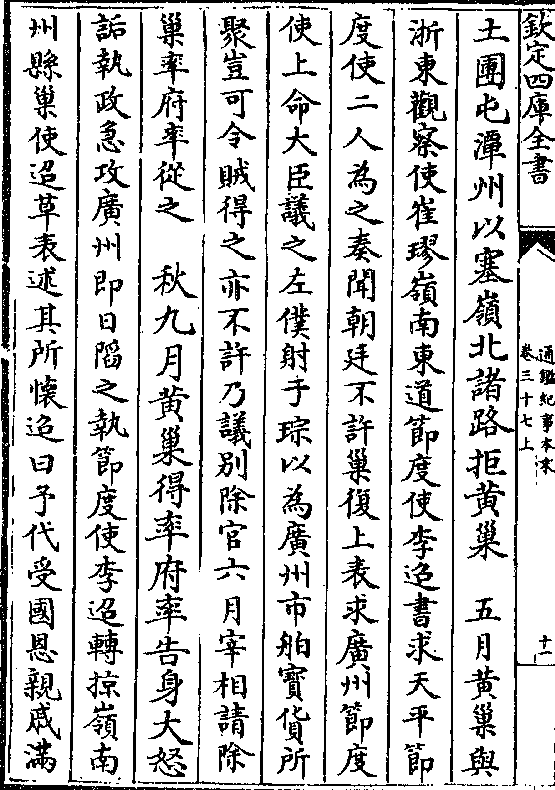 欽定四庫全書
通鑑紀事本末
卷三十七上
十一
土團屯潭州以塞嶺北諸路拒黄巢　五月黄巢與
浙東觀察使崔璆嶺南東道節度使李迢書求天平節
度使二人為之奏聞朝廷不許巢復上表求廣州節度
使上命大臣議之左僕射于琮以為廣州市舶寳貨所
聚豈可令賊得之亦不許乃議别除官六月宰相請除
巢率府率從之　秋九月黄巢得率府率告身大怒
詬執政急攻廣州即日䧟之執節度使李迢轉掠嶺南
州縣巢使迢草表述其所懐迢曰予代受國恩親戚滿